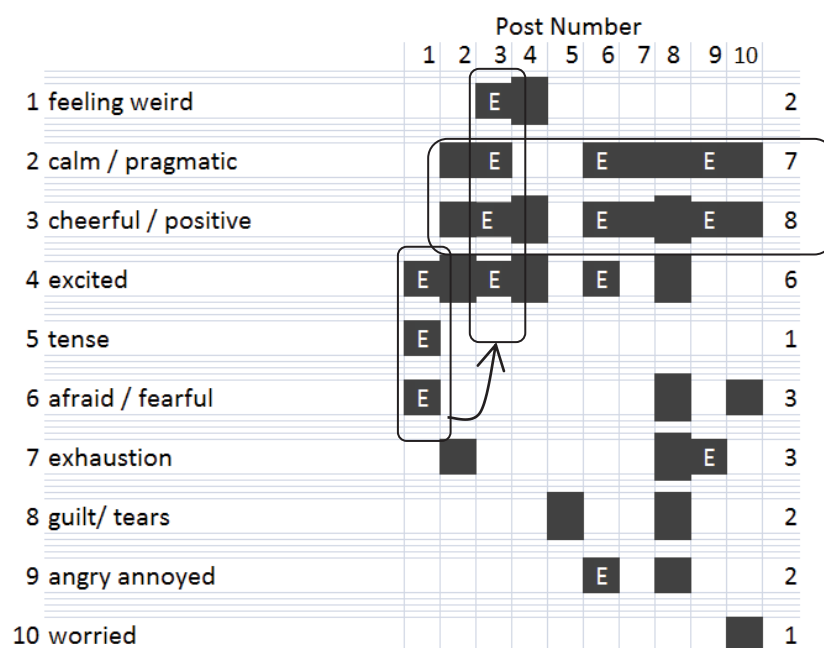 Post Number
1 2 3 4 5 6 7 8 9 10
1 feeling weird E 2
2 calm / pragmatic E E E 7
3 cheerful / positive E E E 8
4 excited E E E 6
5 tense E 1
6 afraid / fearful E 3
7 exhaustion E 3
8 guilt/ tears 2
9 angry annoyed E 2
10 worried 1